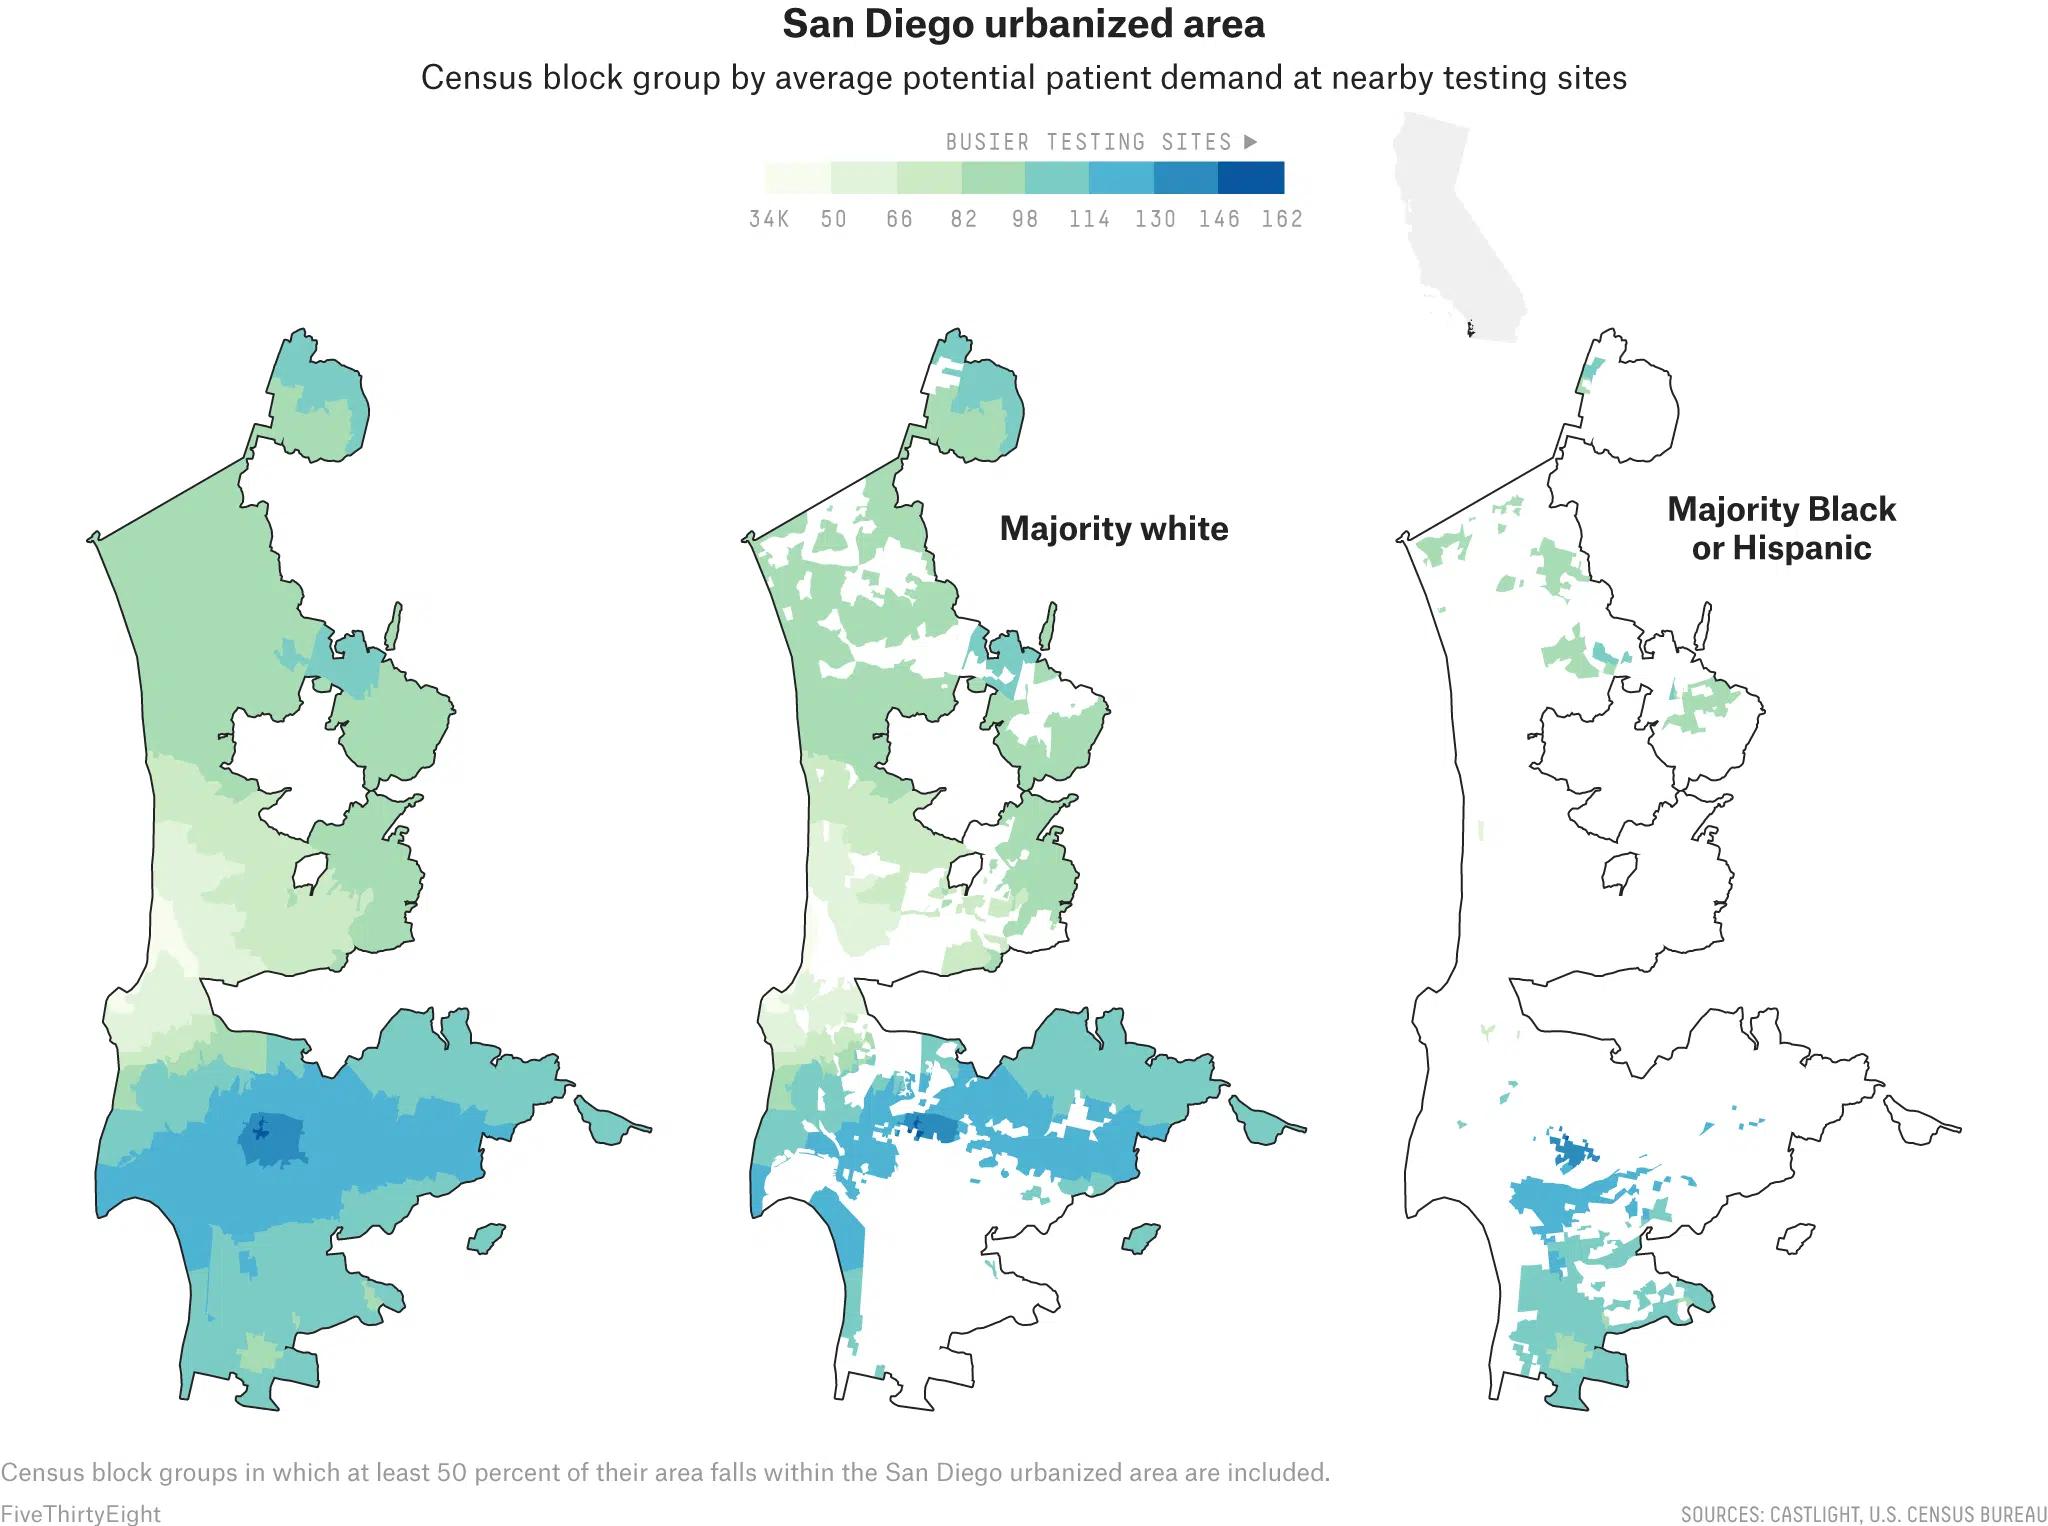 San Diego urbanized area
Census block group by average potential patient demand at nearby testing sites
BUSIER TESTING SITES ▶
34K 50 66 82 98 114 130 146 162
Majority white
Majority Black
or Hispanic
Census block groups in which at least 50 percent of their area falls within the San Diego urbanized area are included.
FiveThirtyEight
SOURCES: CASTLIGHT, U.S. CENSUS BUREAU